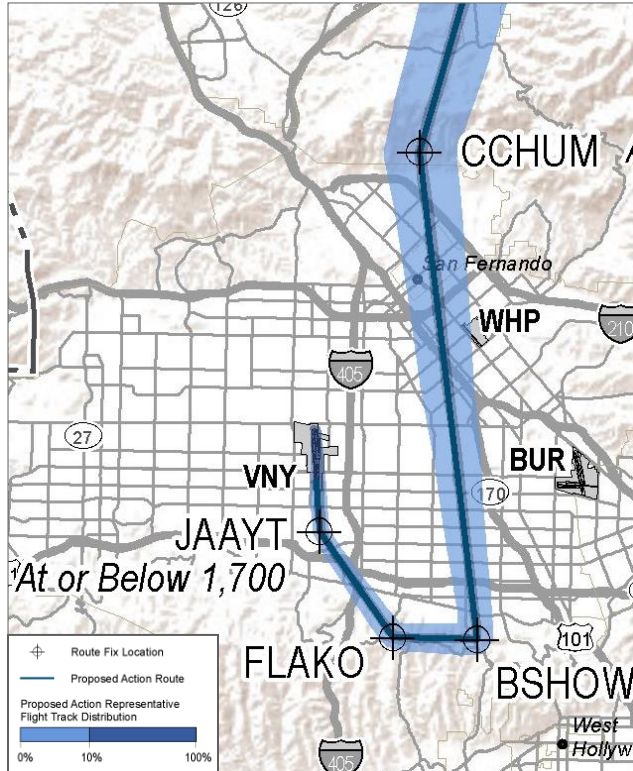 126
CCHUM
San Fernando
WHP
210
405
27
VNY
BUR
170
JAAYT
At or Below 1,700
FLAKO
101
BSHOW
West
Hollyw
405
Route Fix Location
Proposed Action Route
Proposed Action Representative
Flight Track Distribution
0% 10% 100%